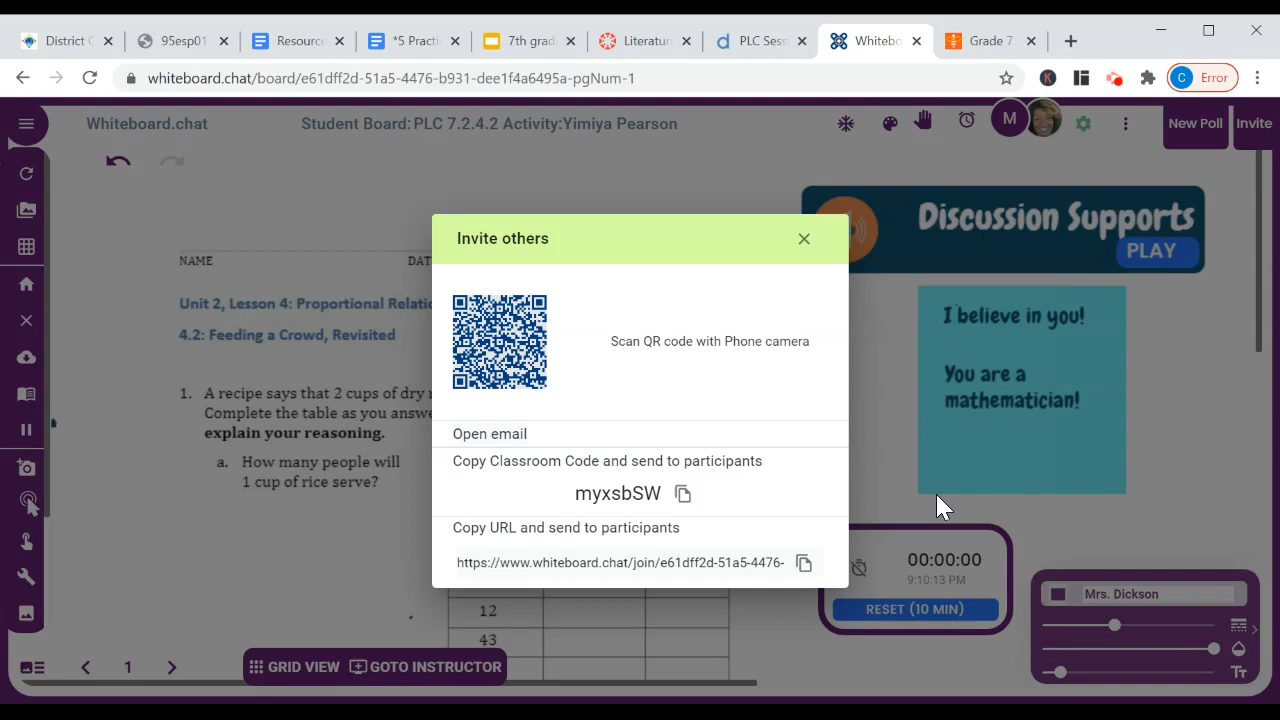 District C
95esp01
Resource
*5 Practi
7th grad
Literatur
PLC Sess
Whitebo
Grade 7
whiteboard.chat/board/e61dff2d-51a5-4476-b931-dee1f4a6495a-pgNum-1
K
C
Error
Whiteboard.chat
Student Board: PLC 7.2.4.2 Activity:Yimiya Pearson
M
New Poll
Invite
Discussion Supports
PLAY
Invite others
NAME
DAT
Unit 2, Lesson 4: Proportional Relatio
4.2: Feeding a Crowd, Revisited
Scan QR code with Phone camera
I believe in you!
You are a
mathematician!
1. A recipe says that 2 cups of dry r
Complete the table as you answe
explain your reasoning.
a. How many people will
1 cup of rice serve?
Open email
Copy Classroom Code and send to participants
myxsbSW
Copy URL and send to participants
https://www.whiteboard.chat/join/e61dff2d-51a5-4476-
00:00:00
9:10:13 PM
RESET (10 MIN)
12
43
Mrs. Dickson
Tт
1
GRID VIEW
GOTO INSTRUCTOR